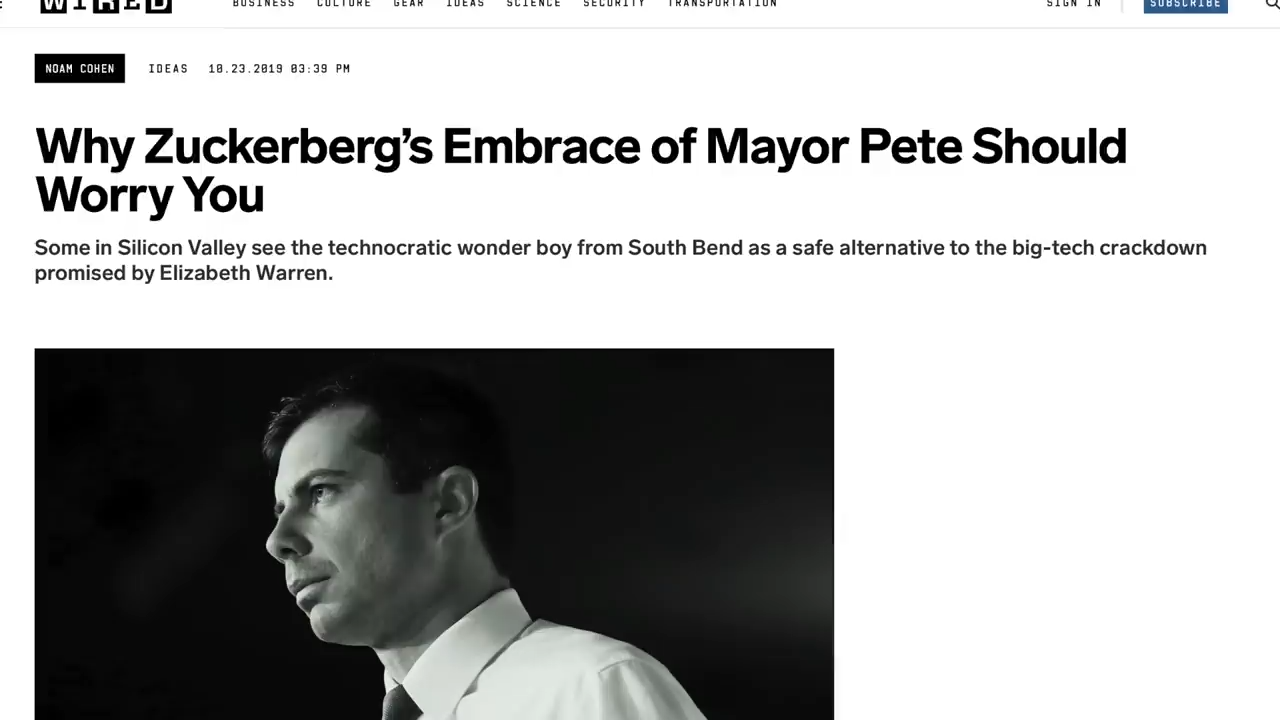 WIRED
BUSINESS CULTURE GEAR IDEAS SCIENCE SECURITY TRANSPORTATION
SIGN IN SUBSCRIBE
NOAM COHEN IDEAS 10.23.2019 03:39 PM
Why Zuckerberg’s Embrace of Mayor Pete Should
Worry You
Some in Silicon Valley see the technocratic wonder boy from South Bend as a safe alternative to the big-tech crackdown
promised by Elizabeth Warren.